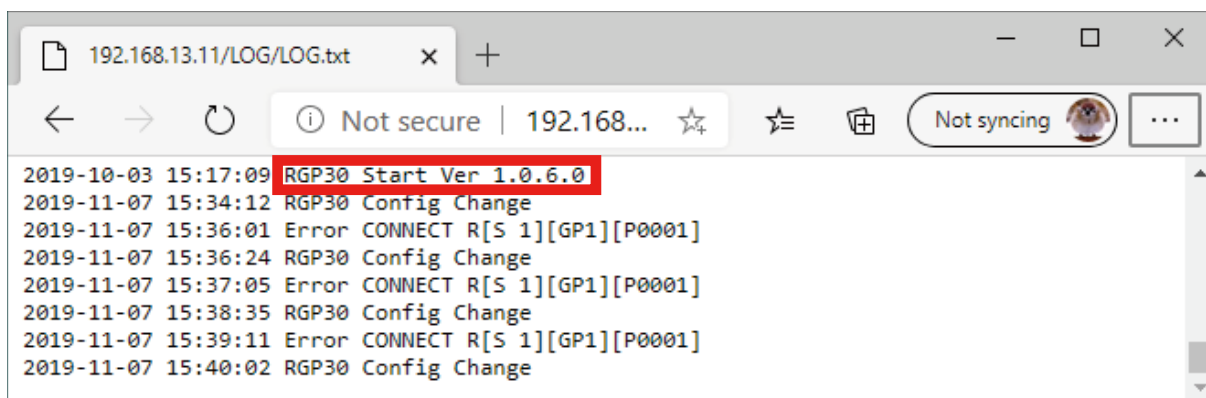 192.168.13.11/LOG/LOG.txt
Not secure 192.168... Not syncing ...
2019-10-03 15:17:09 RGP30 Start Ver 1.0.6.0
2019-11-07 15:34:12 RGP30 Config Change
2019-11-07 15:36:01 Error CONNECT R[S 1][GP1][P0001]
2019-11-07 15:36:24 RGP30 Config Change
2019-11-07 15:37:05 Error CONNECT R[S 1][GP1][P0001]
2019-11-07 15:38:35 RGP30 Config Change
2019-11-07 15:39:11 Error CONNECT R[S 1][GP1][P0001]
2019-11-07 15:40:02 RGP30 Config Change